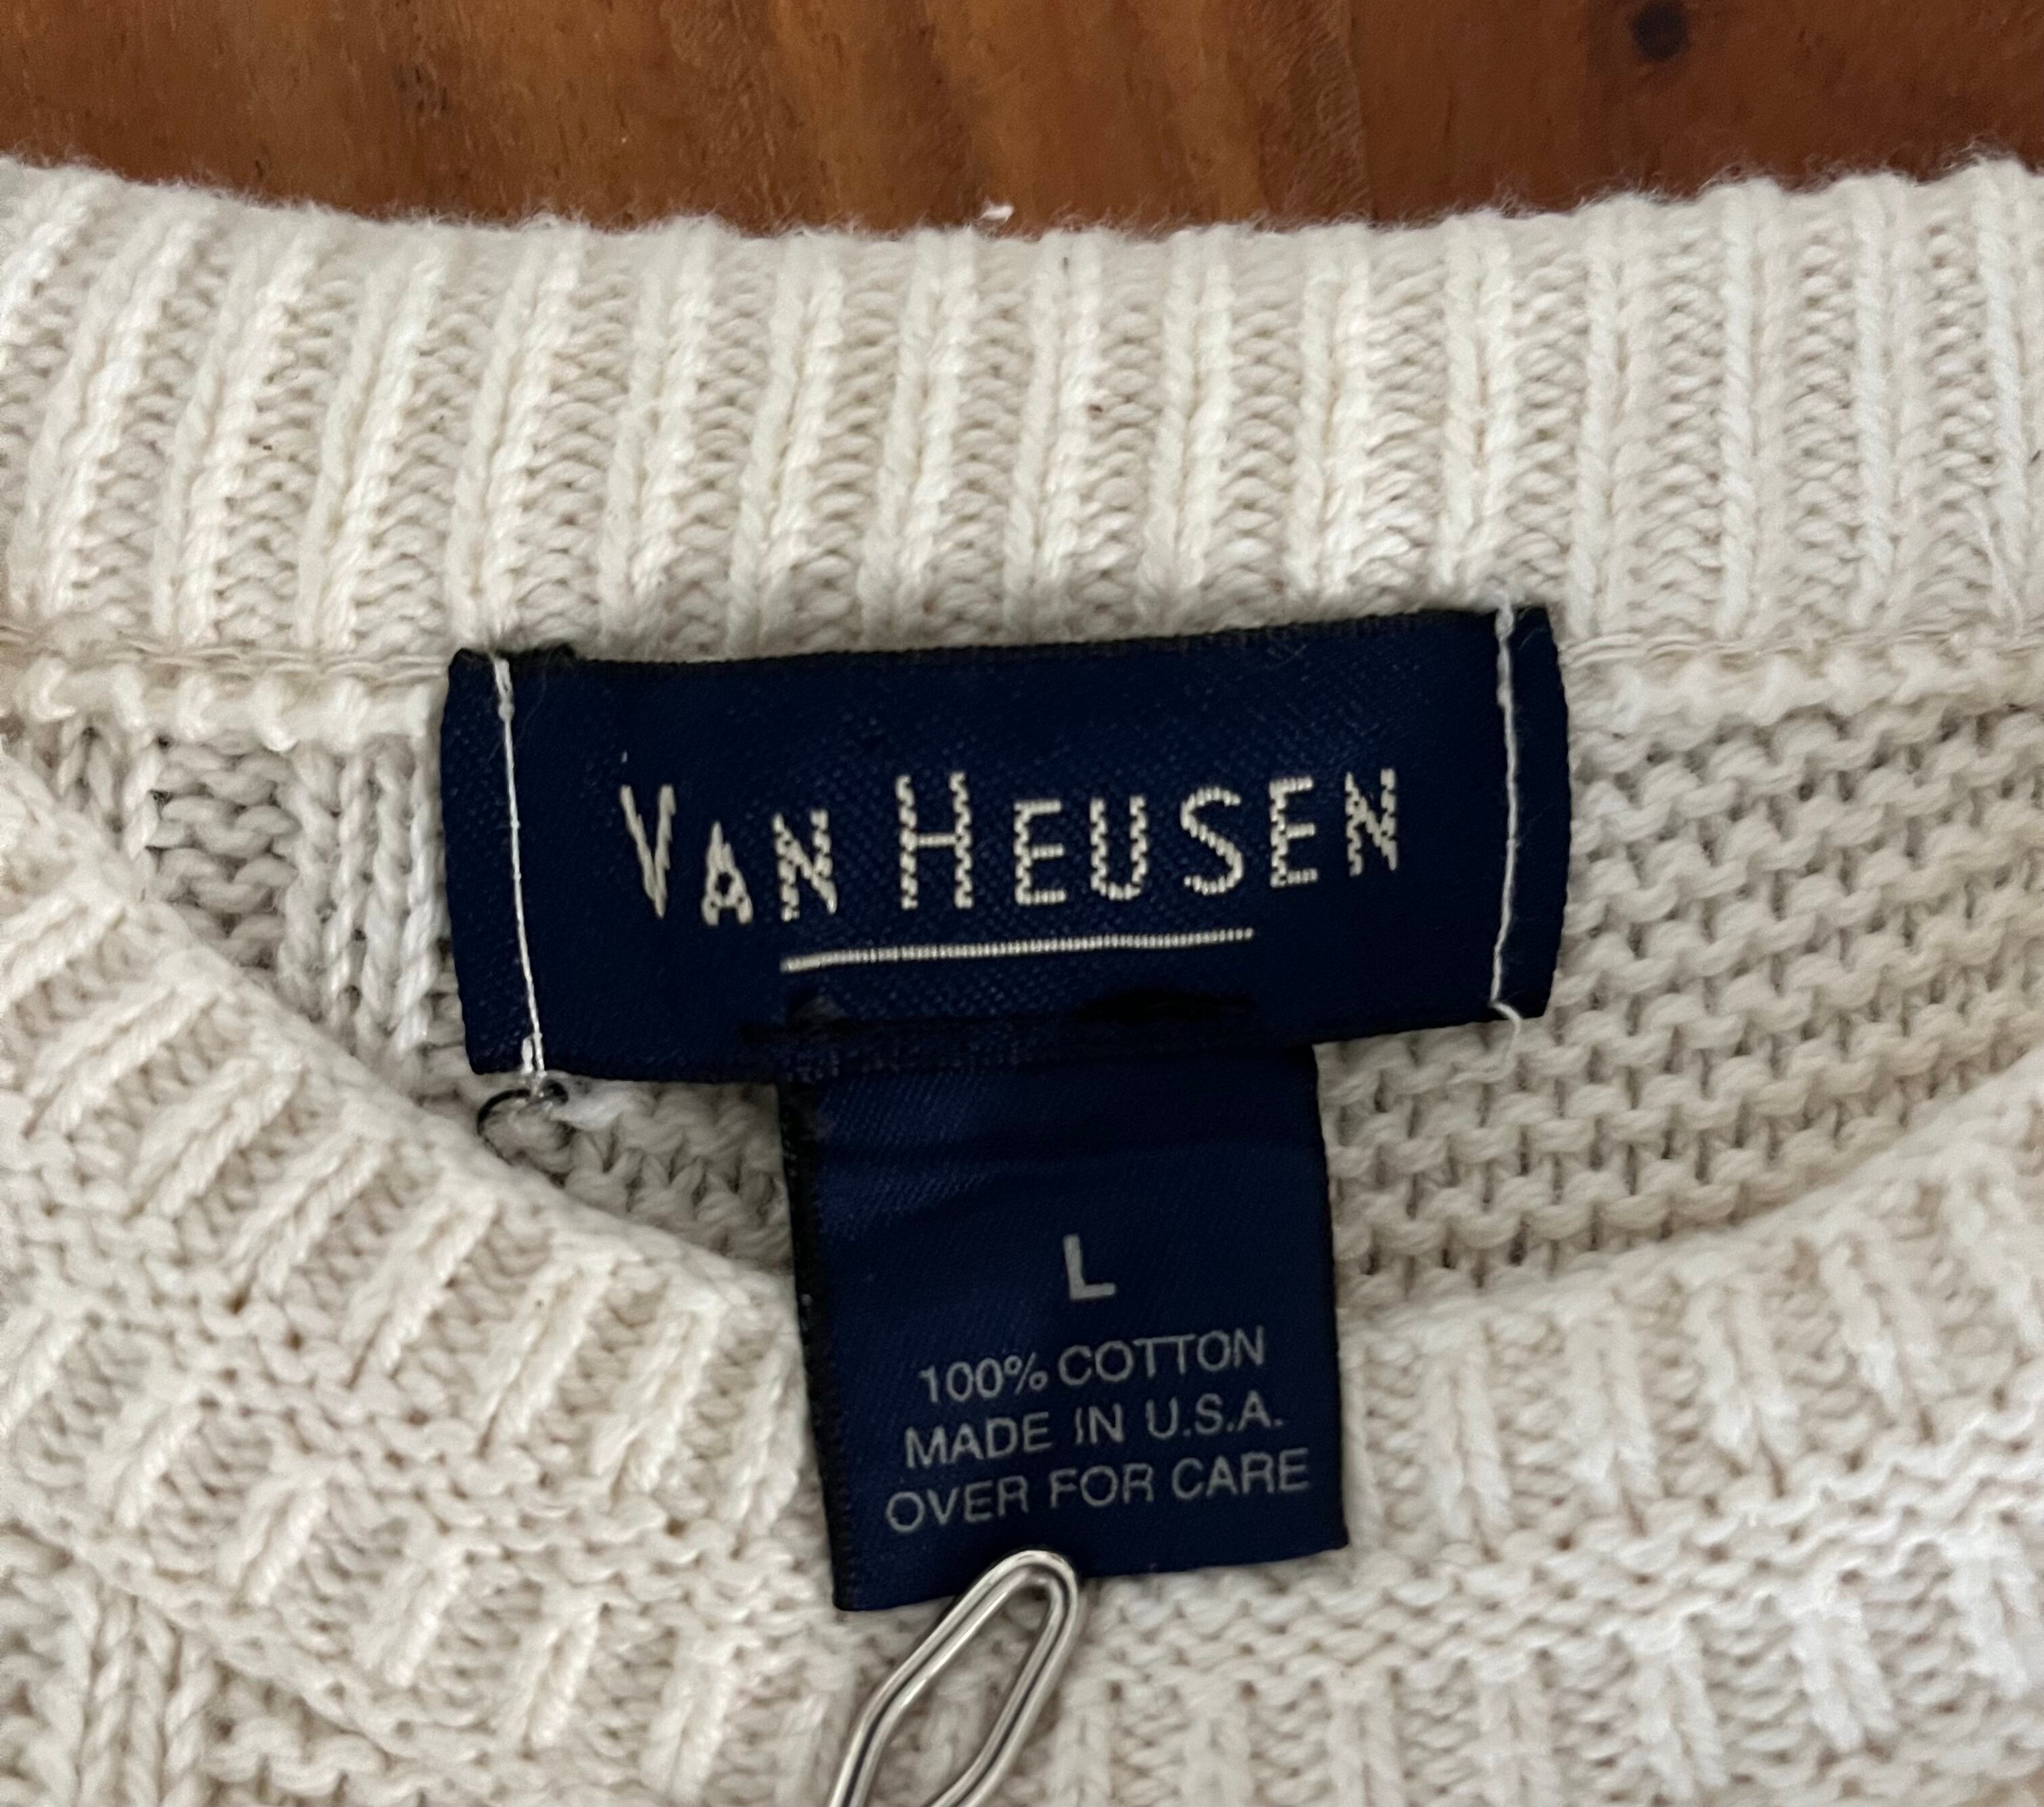 VAN HEUSEN
L
100% COTTON
MADE IN U.S.A.
OVER FOR CARE